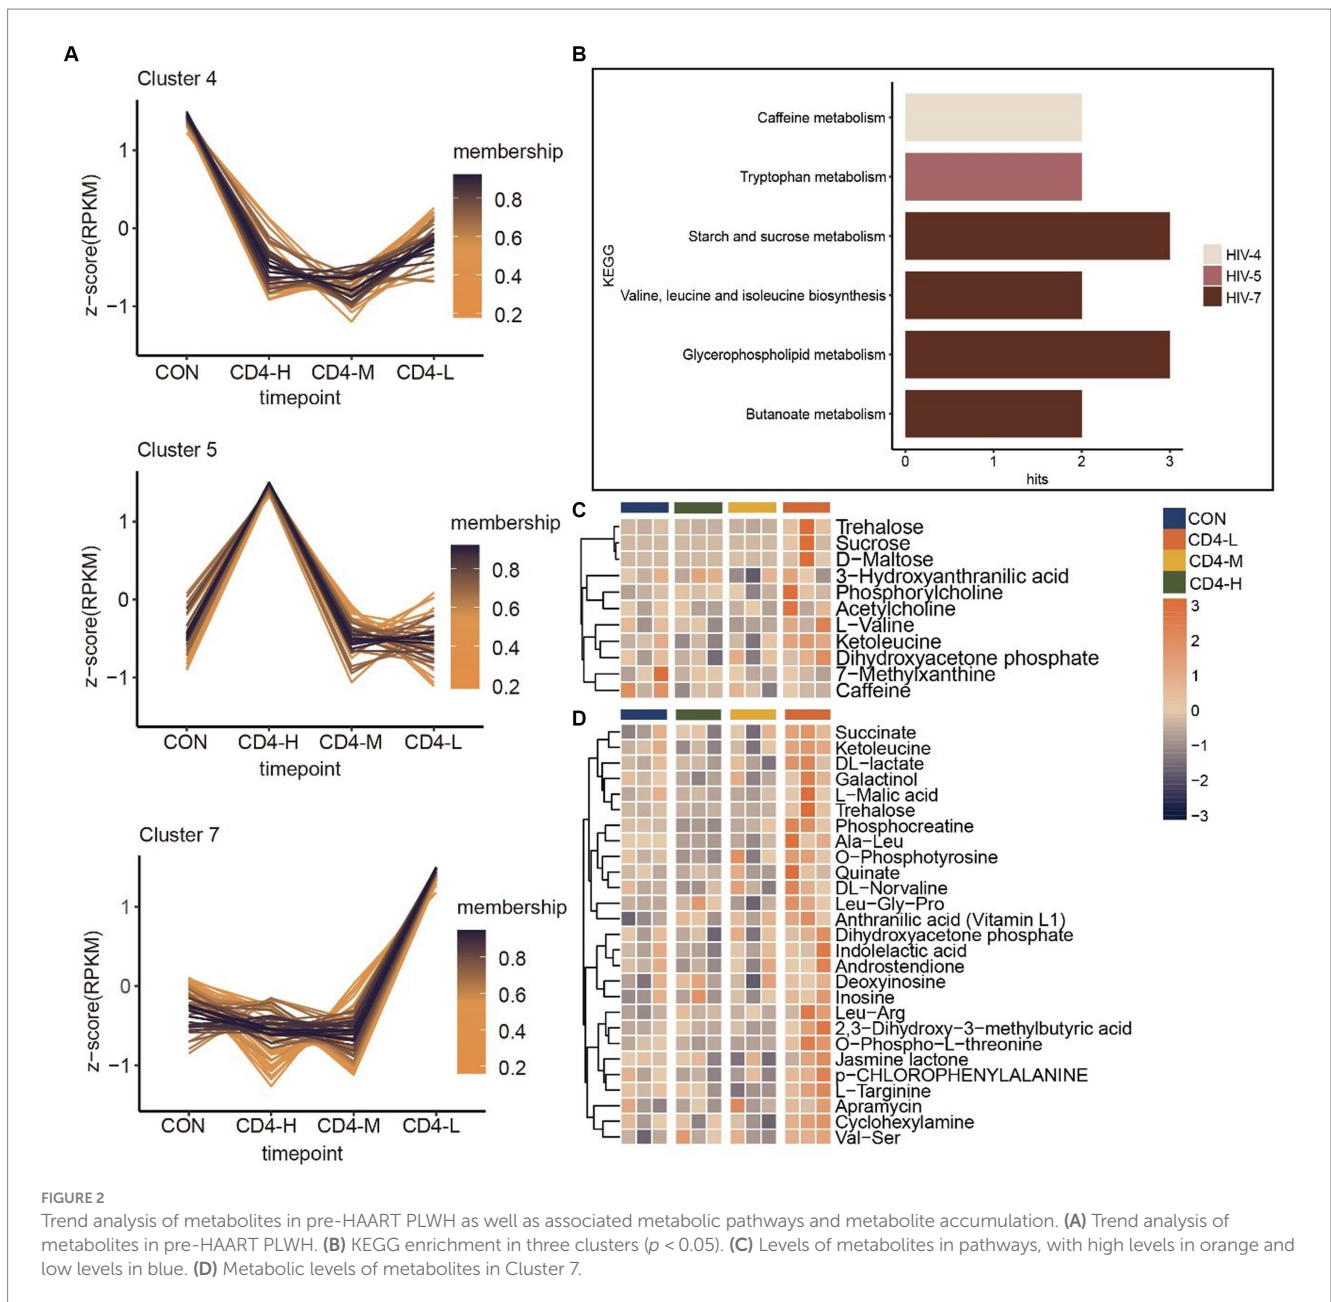 A
Cluster 4
z-score(RPKM)
1
0
−1
CON CD4-H CD4-M CD4-L
timepoint
membership
0.8
0.6
0.4
0.2
Cluster 5
z-score(RPKM)
1
0
−1
CON CD4-H CD4-M CD4-L
timepoint
membership
0.8
0.6
0.4
0.2
Cluster 7
z-score(RPKM)
1
0
−1
CON CD4-H CD4-M CD4-L
timepoint
membership
0.8
0.6
0.4
0.2
B
KEGG
Caffeine metabolism
Tryptophan metabolism
Starch and sucrose metabolism
Valine, leucine and isoleucine biosynthesis
Glycerophospholipid metabolism
Butanoate metabolism
0 1 2 3
hits
HIV-4
HIV-5
HIV-7
C
Trehalose
Sucrose
D−Maltose
3−Hydroxyanthranilic acid
Phosphorylcholine
Acetylcholine
L−Valine
Ketoleucine
Dihydroxyacetone phosphate
7−Methylxanthine
Caffeine
CON
CD4-L
CD4-M
CD4-H
3
2
1
0
−1
−2
−3
D
Succinate
Ketoleucine
DL−lactate
Galactinol
L−Malic acid
Trehalose
Phosphocreatine
Ala−Leu
O−Phosphotyrosine
Quinate
DL−Norvaline
Leu−Gly−Pro
Anthranilic acid (Vitamin L1)
Dihydroxyacetone phosphate
Indolelactic acid
Androstendione
Deoxyinosine
Inosine
Leu−Arg
2,3−Dihydroxy−3−methylbutyric acid
O−Phospho−L−threonine
Jasmine lactone
p−CHLOROPHENYLALANINE
L−Targinine
Apramycin
Cyclohexylamine
Val−Ser
FIGURE 2
Trend analysis of metabolites in pre-HAART PLWH as well as associated metabolic pathways and metabolite accumulation. (A) Trend analysis of
metabolites in pre-HAART PLWH. (B) KEGG enrichment in three clusters (p < 0.05). (C) Levels of metabolites in pathways, with high levels in orange and
low levels in blue. (D) Metabolic levels of metabolites in Cluster 7.